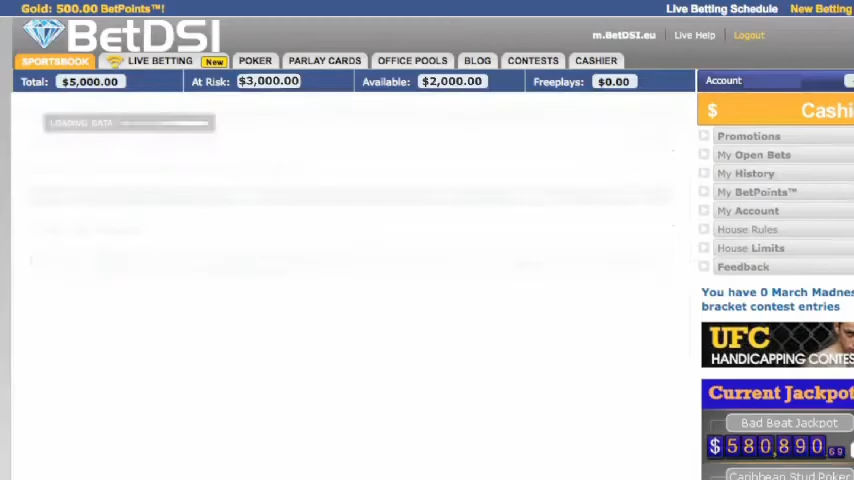 Gold: 500.00 BetPoints™!
Live Betting Schedule New Betting
BetDSI
m.BetDSI.eu Live Help Logout
SPORTSBOOK LIVE BETTING New POKER PARLAY CARDS OFFICE POOLS BLOG CONTESTS CASHIER
Total: $5,000.00 At Risk: $3,000.00 Available: $2,000.00 Freeplays: $0.00 Account
LOADING DATA
$ Cashi
Promotions
My Open Bets
My History
My BetPoints™
My Account
House Rules
House Limits
Feedback
You have 0 March Madnes
bracket contest entries
UFC
HANDICAPPING CONTES
Current Jackpot
Bad Beat Jackpot
$580,890.69
Caribbean Stud Poker